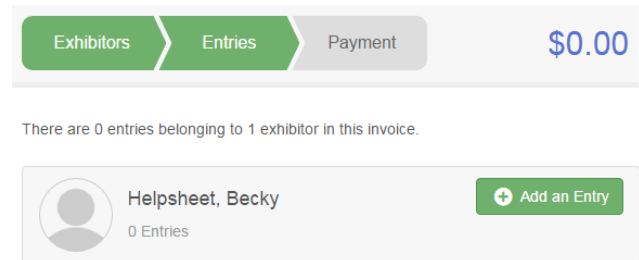 Exhibitors Entries Payment $0.00
There are 0 entries belonging to 1 exhibitor in this invoice.
Helpsheet, Becky Add an Entry
0 Entries